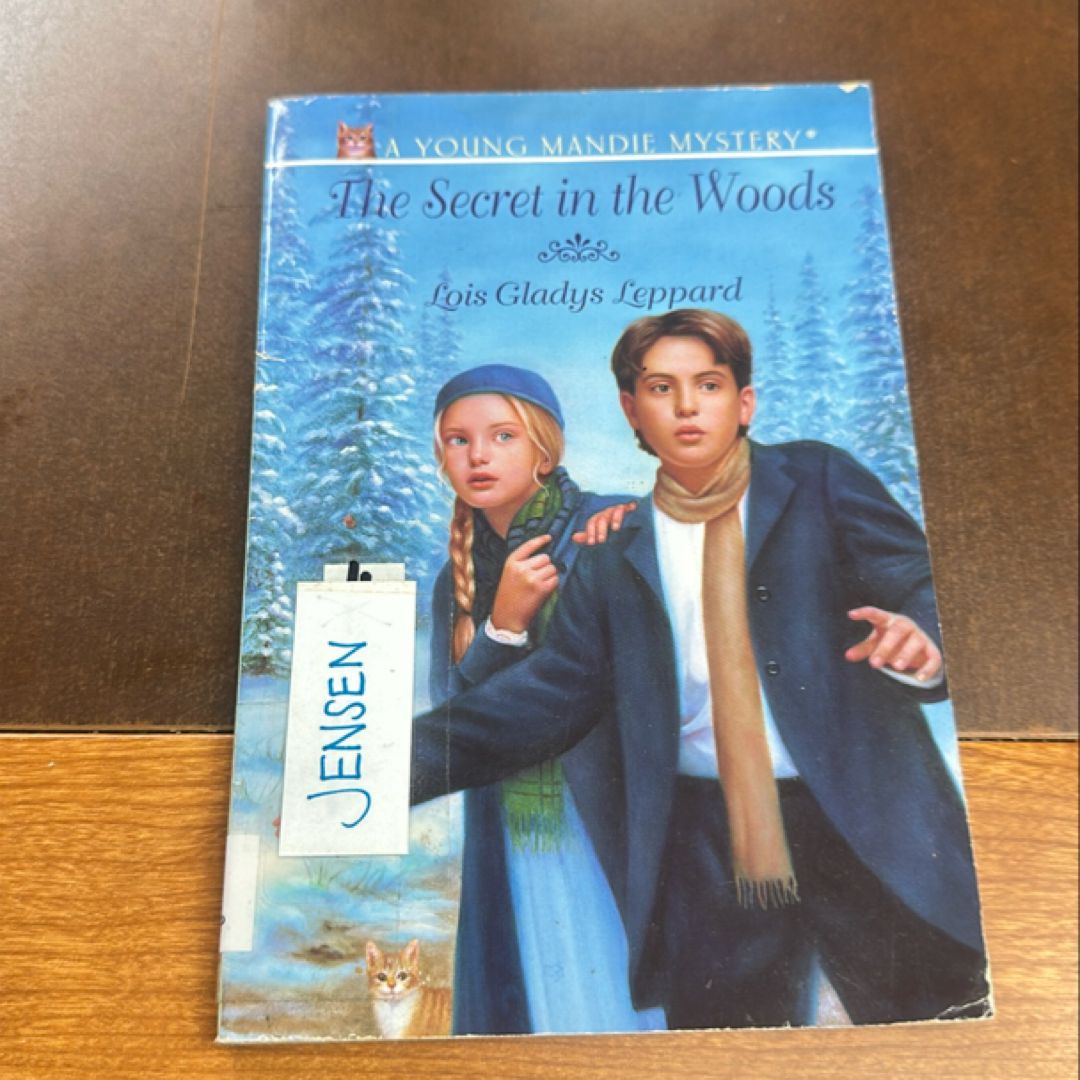 A YOUNG MANDIE MYSTERY®
The Secret in the Woods
Lois Gladys Leppard
JENSEN